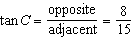 tan C = opposite/adjacent = 8/15